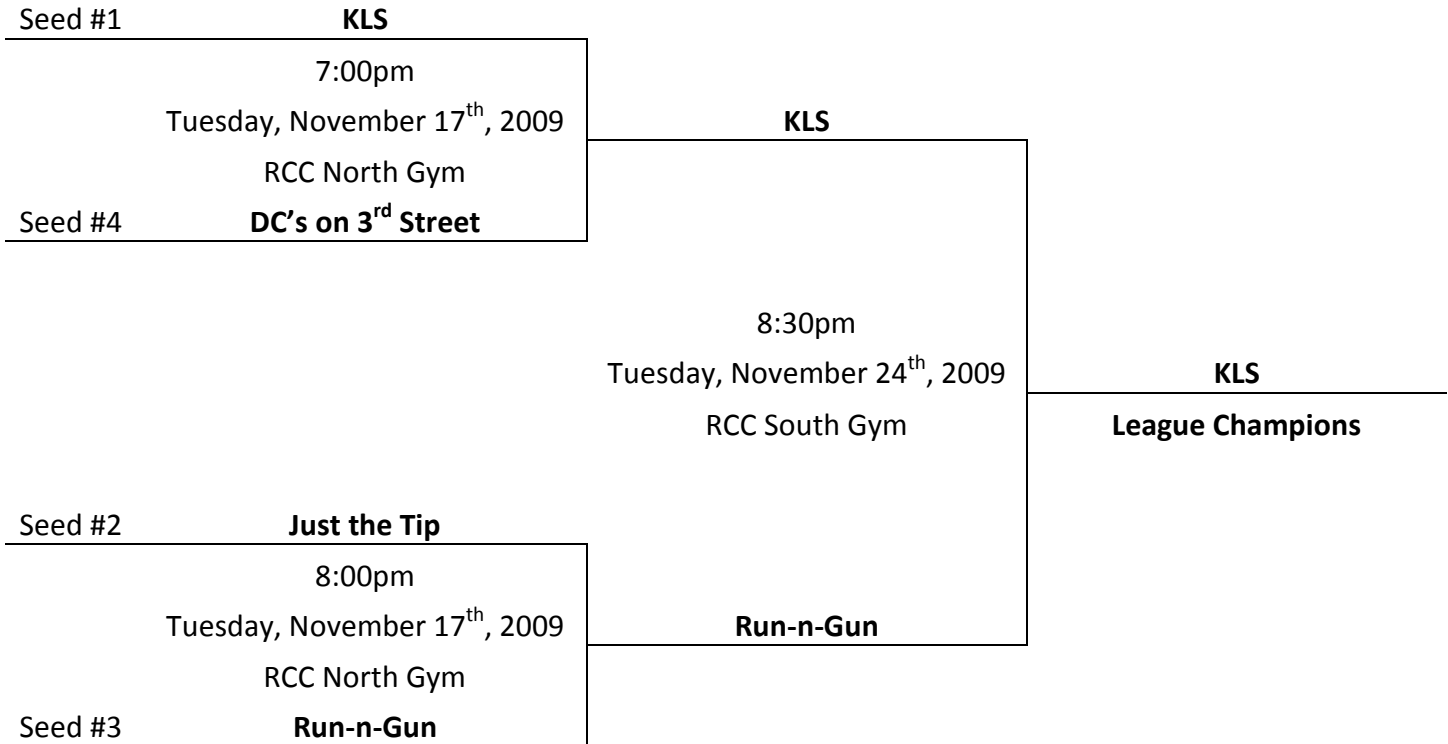 Seed #1 KLS
7:00pm
Tuesday, November 17th, 2009
RCC North Gym
Seed #4 DC’s on 3rd Street
KLS
8:30pm
Tuesday, November 24th, 2009
RCC South Gym
KLS
League Champions
Seed #2 Just the Tip
8:00pm
Tuesday, November 17th, 2009
RCC North Gym
Seed #3 Run-n-Gun
Run-n-Gun